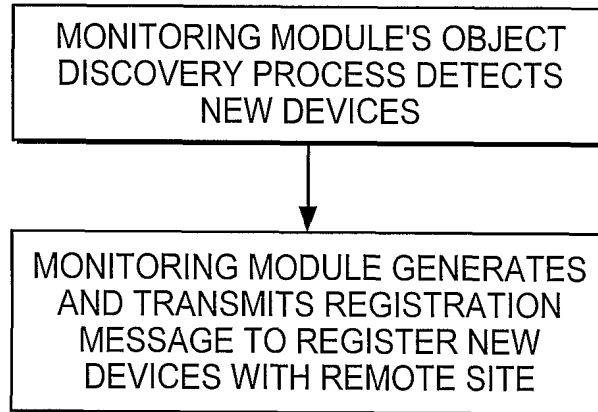 MONITORING MODULE'S OBJECT
DISCOVERY PROCESS DETECTS
NEW DEVICES
MONITORING MODULE GENERATES
AND TRANSMITS REGISTRATION
MESSAGE TO REGISTER NEW
DEVICES WITH REMOTE SITE